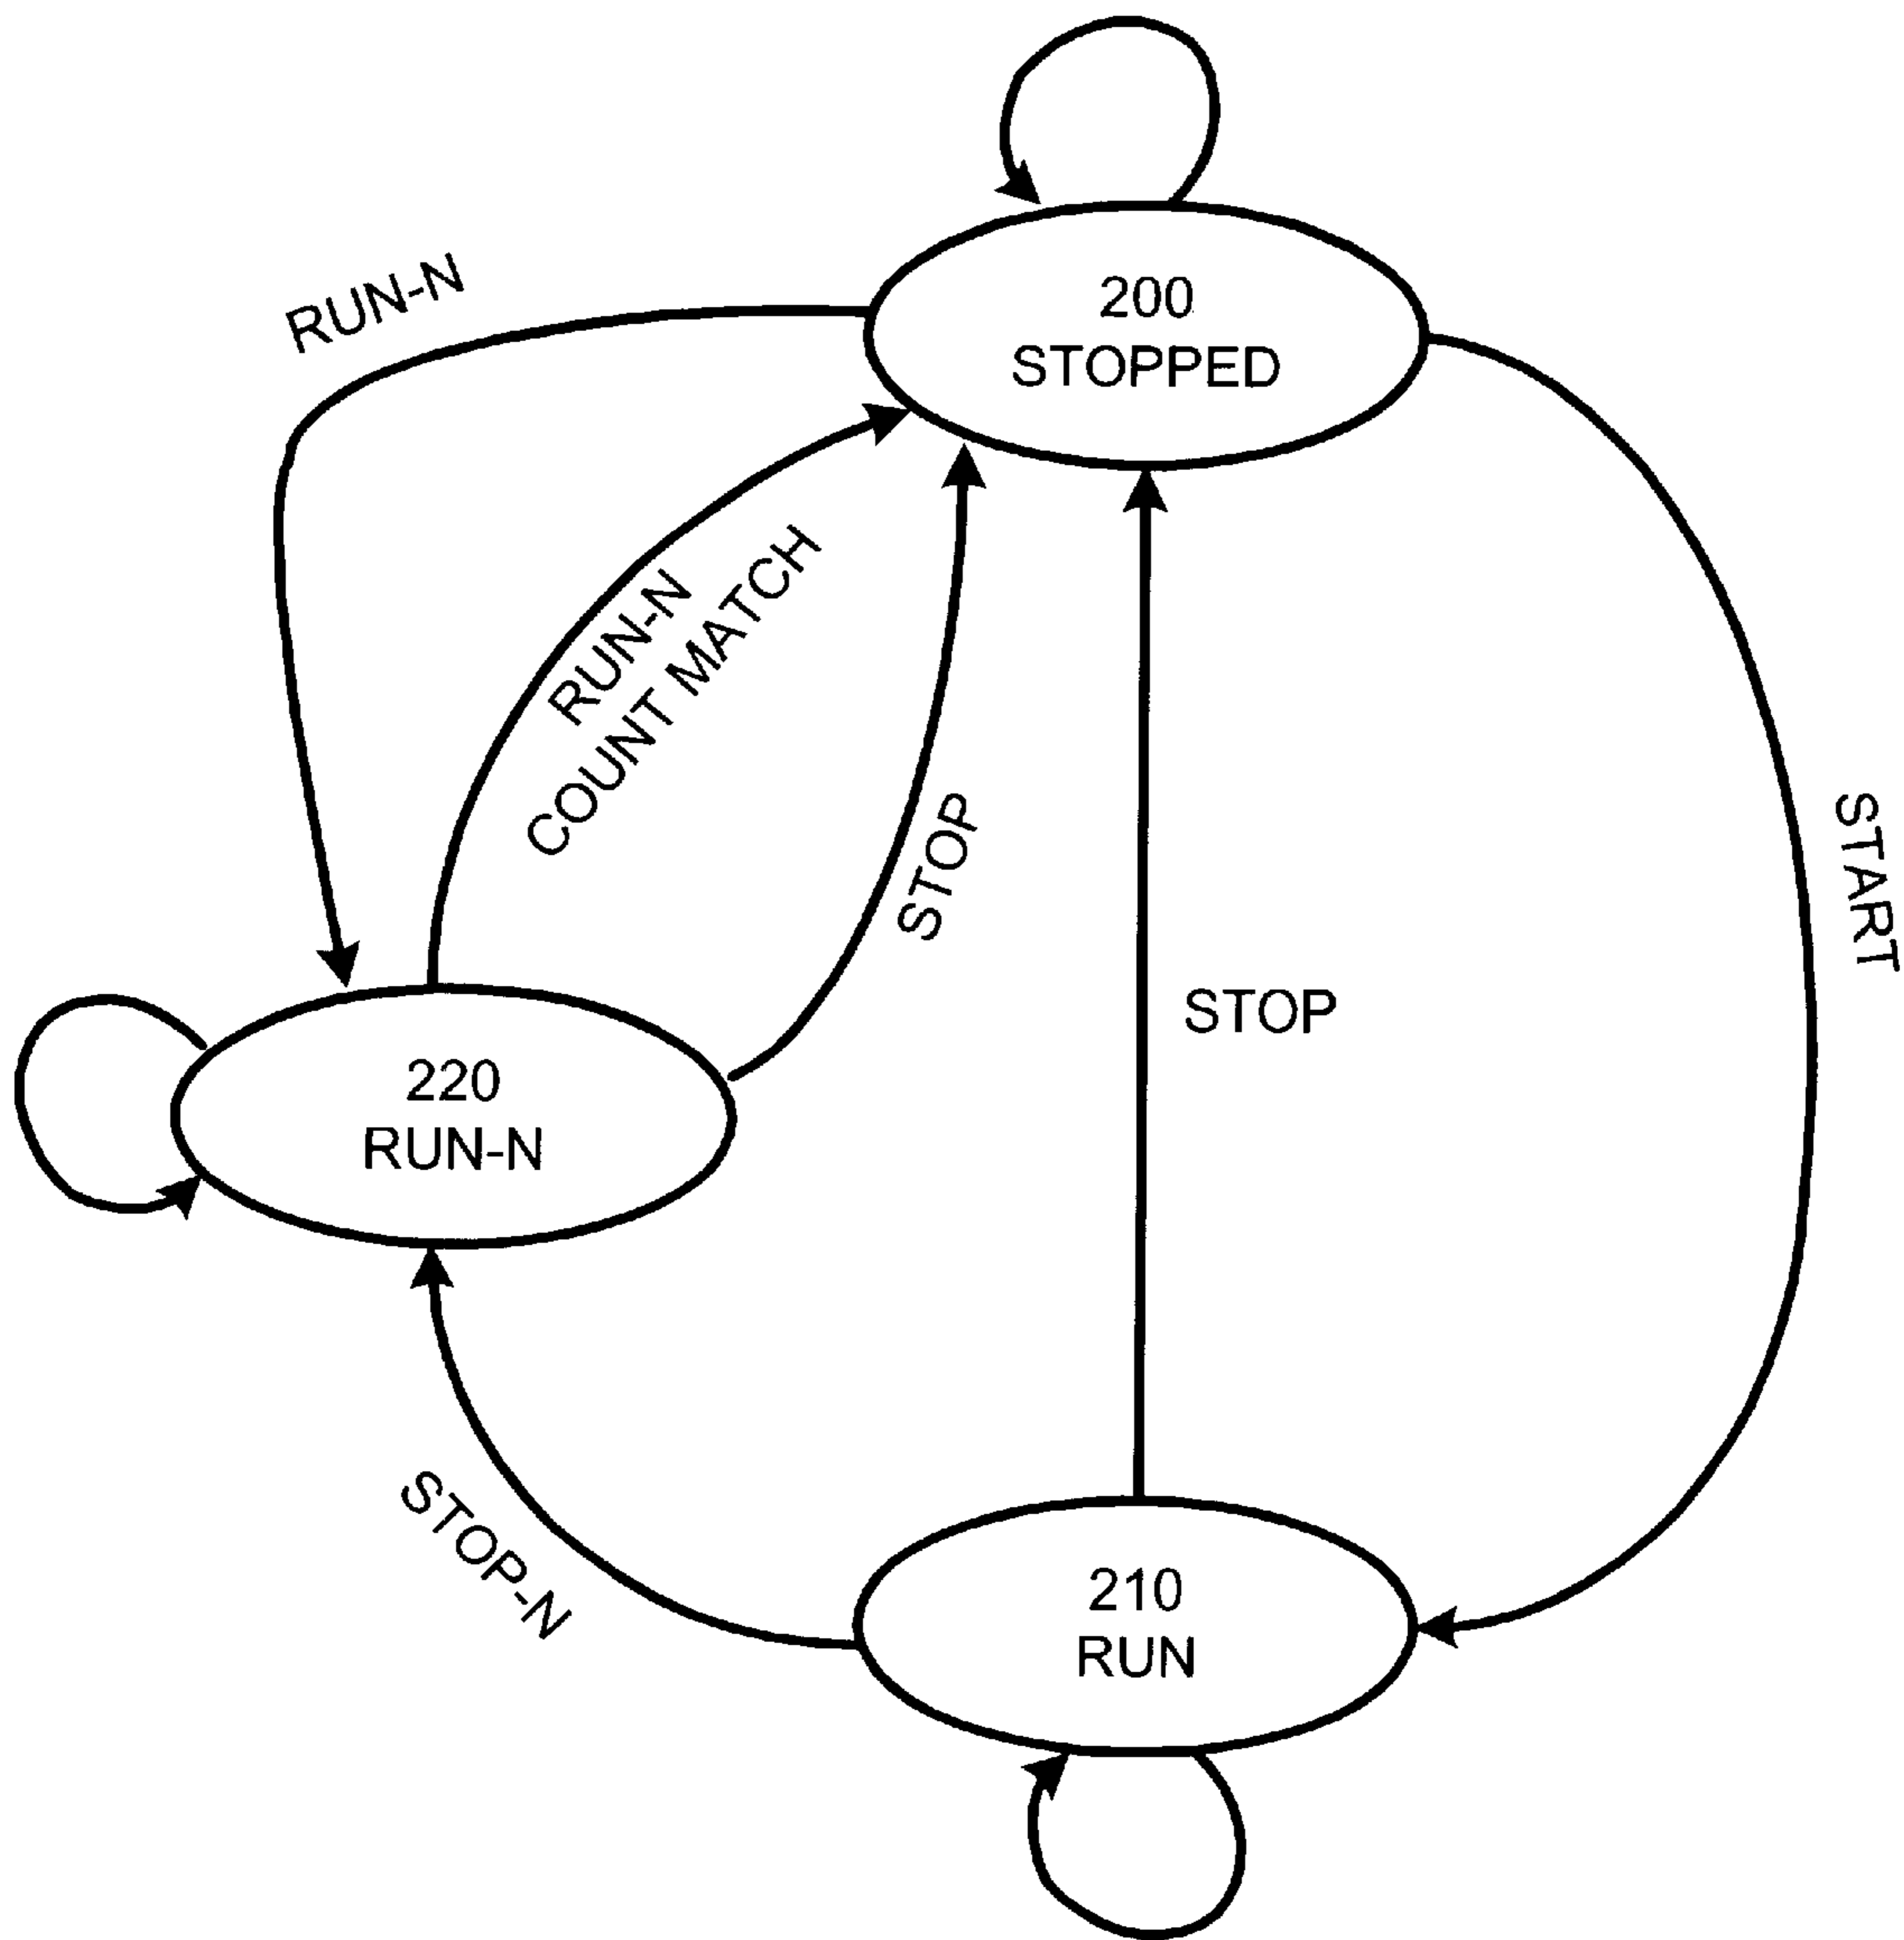 200
STOPPED
RUN-N
RUN-N
COUNT MATCH
STOP
STOP
START
220
RUN-N
STOP-N
210
RUN